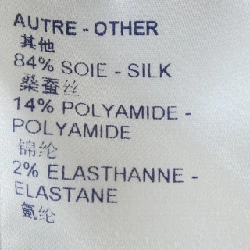 AUTRE - OTHER
其他
84% SOIE - SILK
桑蚕丝
14% POLYAMIDE -
POLYAMIDE
锦纶
2% ELASTHANNE -
ELASTANE
氨纶